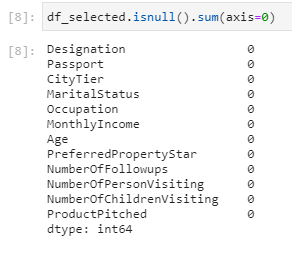 [8]: df_selected.isnull().sum(axis=0)
[8]: Designation 0
Passport 0
CityTier 0
MaritalStatus 0
Occupation 0
MonthlyIncome 0
Age 0
PreferredPropertyStar 0
NumberOfFollowups 0
NumberOfPersonVisiting 0
NumberOfChildrenVisiting 0
ProductPitched 0
dtype: int64